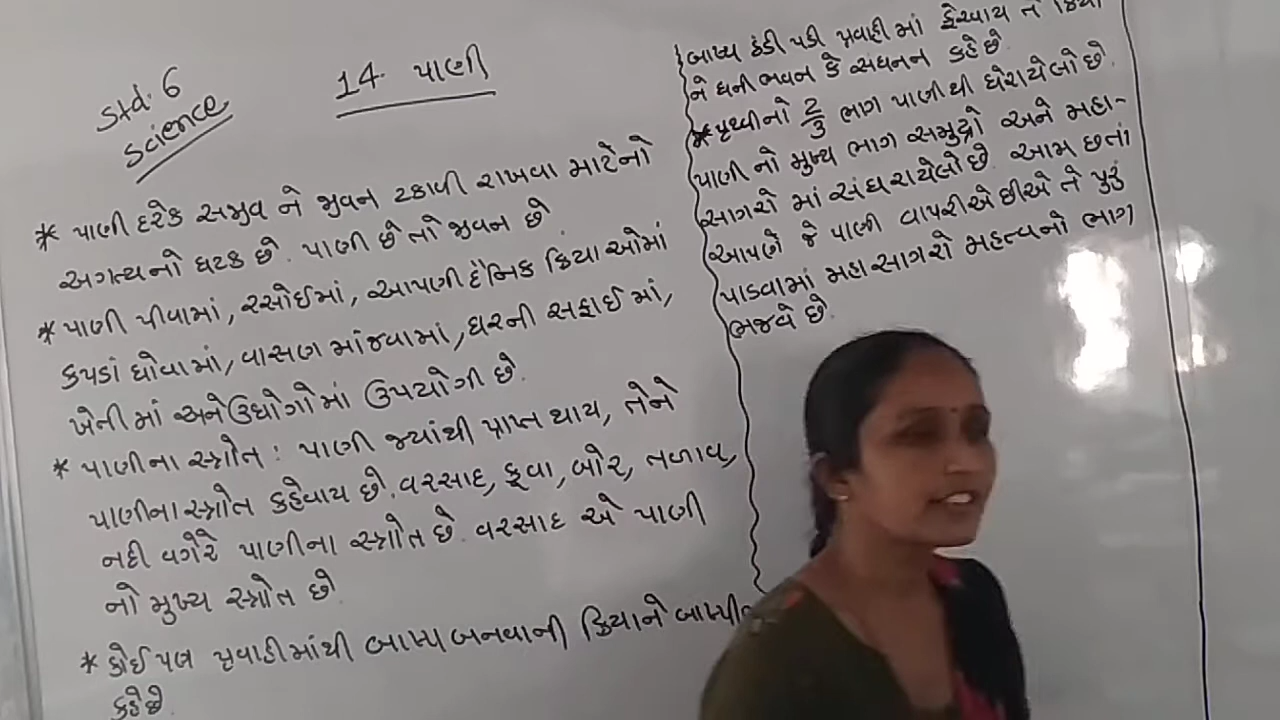 Std. 6
Science
14. પાણી
* પાણી દરેક સજીવ ને જીવન ટકાવી રાખવા માટેનો
અગત્યનો ઘટક છે. પાણી છે તો જીવન છે
* પાણી પીવામાં, રસોઈમાં, આપણી દૈનિક ક્રિયાઓમાં
કપડાં ધોવામાં, વાસણ માંજવામાં, ઘરની સફાઈ માં,
ખેતી માં અને ઉદ્યોગોમાં ઉપયોગી છે.
* પાણીના સ્ત્રોત : પાણી જ્યાંથી પ્રાપ્ત થાય, તેને
પાણીના સ્ત્રોત કહેવાય છે. વરસાદ, કૂવા, બોર, તળાવ,
નદી વગેરે પાણીના સ્ત્રોત છે. વરસાદ એ પાણી
નો મુખ્ય સ્ત્રોત છે
* કોઈ પણ પ્રવાહીમાંથી બાષ્પ બનવાની ક્રિયાને
કહે છે.
બાષ્પ ઠંડી પડી પ્રવાહી માં ફેરવાય તે ક્રિયા
ને ઘની ભવન કે સંઘનન કહે છે.
* પૃથ્વીનો 2/3 ભાગ પાણીથી ઘેરાયેલો છે.
પાણી નો મુખ્ય ભાગ સમુદ્રો અને મહા-
સાગરો માં સંઘરાયેલો છે. આમ છતાં
આપણે જે પાણી વાપરીએ છીએ તે પુરું
પાડવામાં મહાસાગરો મહત્વનો ભાગ
ભજવે છે.